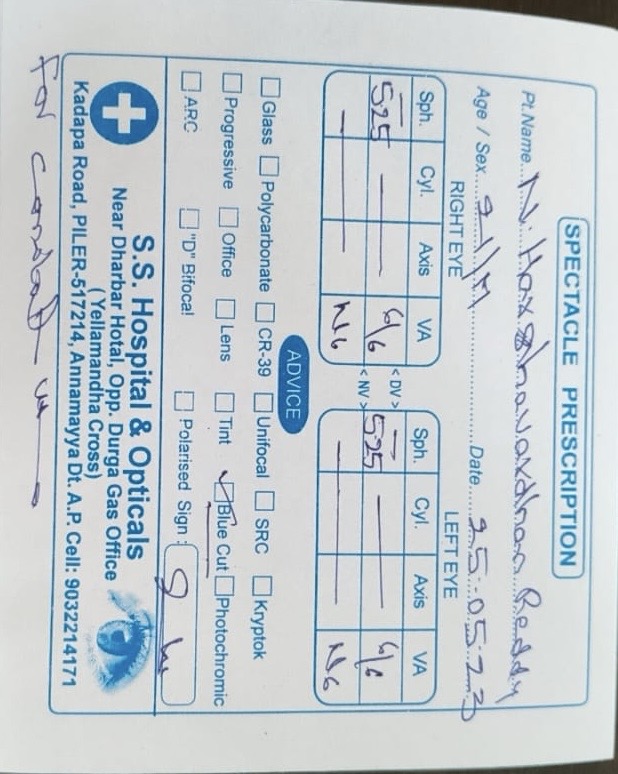 SPECTACLE PRESCRIPTION
Pt.Name... N. Harshavardhan Reddy
Age / Sex... 21/M ... Date... 25-05-23
RIGHT EYE LEFT EYE
Sph. Cyl. Axis VA Sph. Cyl. Axis VA
-5.25 — — 6/6 < DV > -5.25 — — 6/6
— — — N6 < NV > — — — N6
ADVICE
Glass Polycarbonate CR-39 Unifocal SRC Kryptok
Progressive Office Lens Tint ✓ Blue Cut Photochromic
ARC "D" Bifocal Polarised Sign :
S.S. Hospital & Opticals
Near Dharbar Hotal, Opp. Durga Gas Office
( Yellamandha Cross)
Kadapa Road, PILER-517214, Annamayya Dt. A.P. Cell: 9032214171
For Constant